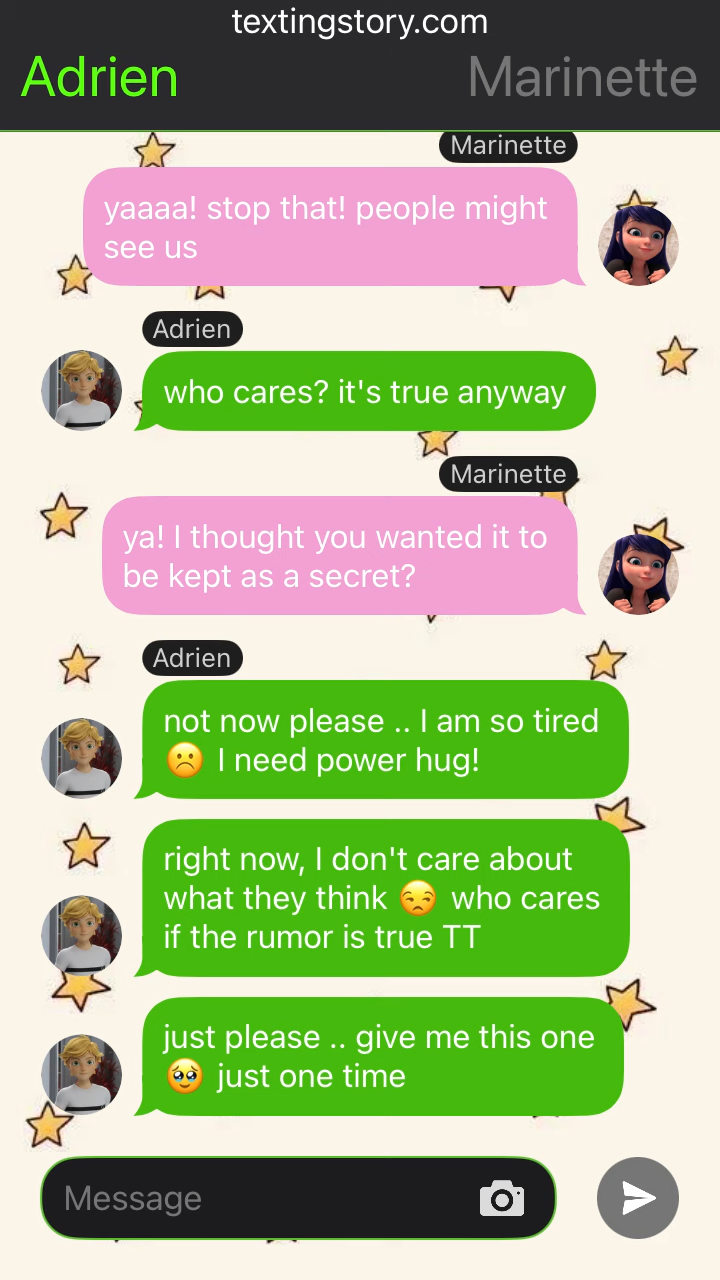 textingstory.com
Adrien
Marinette
Marinette
yaaaa! stop that! people might
see us
Adrien
who cares? it's true anyway
Marinette
ya! I thought you wanted it to
be kept as a secret?
Adrien
not now please .. I am so tired
🙁 I need power hug!
right now, I don't care about
what they think 😒 who cares
if the rumor is true TT
just please .. give me this one
🥹 just one time
Message